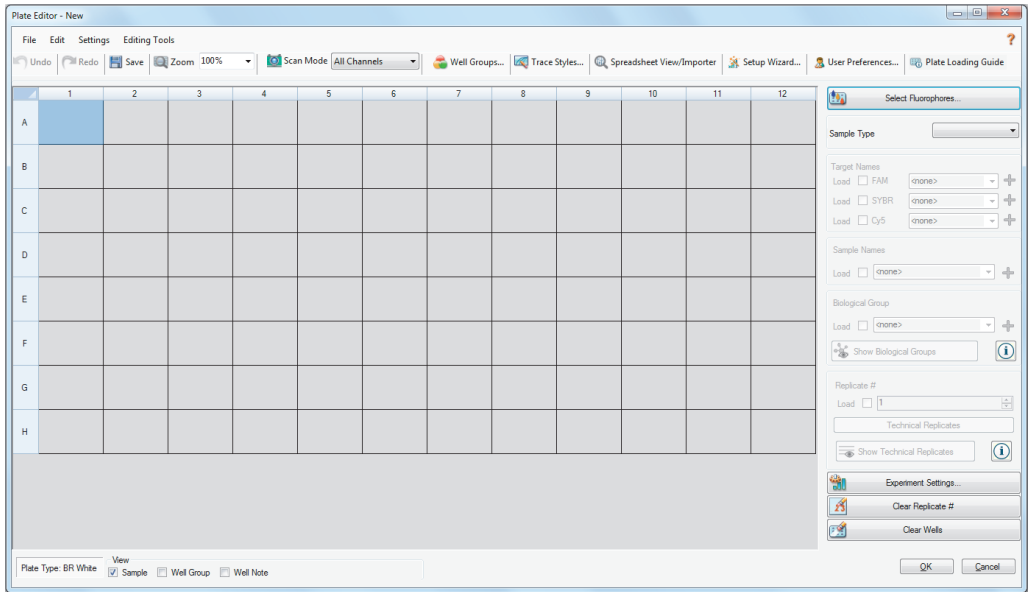 Plate Editor - New
File Edit Settings Editing Tools ?
Undo Redo Save Zoom 100% Scan Mode All Channels Well Groups... Trace Styles... Spreadsheet View/Importer Setup Wizard... User Preferences... Plate Loading Guide
1 2 3 4 5 6 7 8 9 10 11 12
A
B
C
D
E
F
G
H
Select Fluorophores...
Sample Type
Target Names
Load FAM <none>
Load SYBR <none>
Load Cy5 <none>
Sample Names
Load <none>
Biological Group
Load <none>
Show Biological Groups
Replicate #
Load 1
Technical Replicates
Show Technical Replicates
Experiment Settings...
Clear Replicate #
Clear Wells
Plate Type: BR White
View
Sample Well Group Well Note
OK Cancel